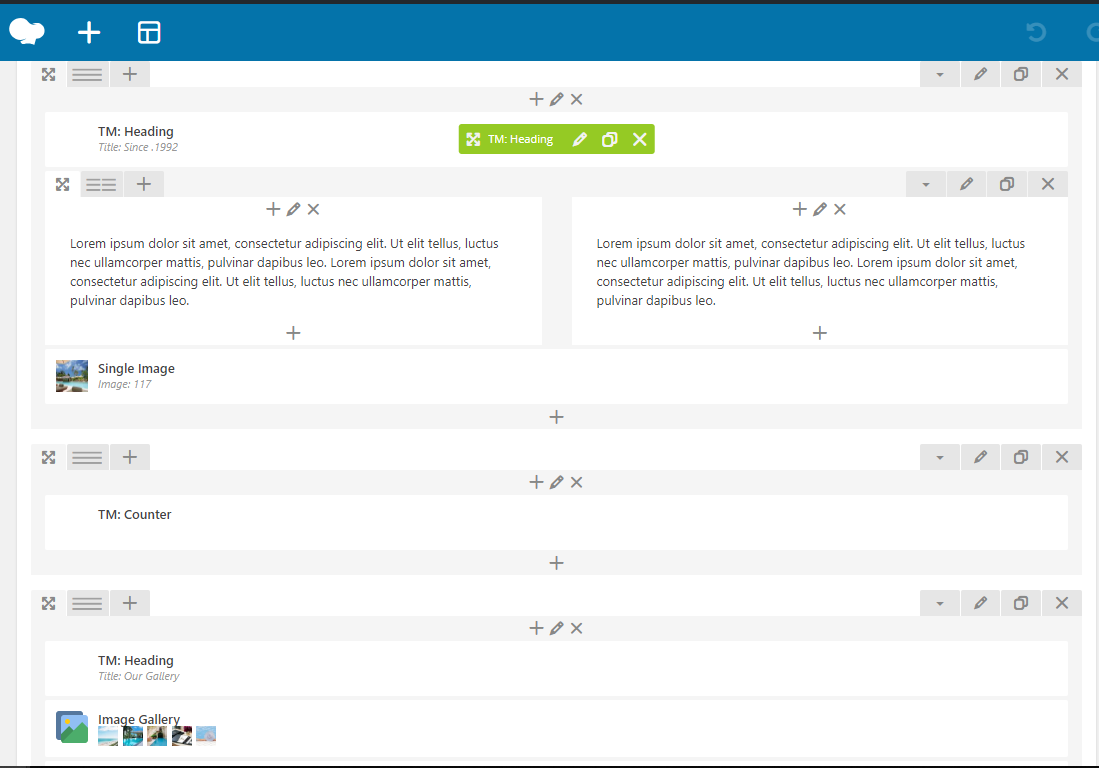 TM: Heading
Title: Since .1992
TM: Heading
Lorem ipsum dolor sit amet, consectetur adipiscing elit. Ut elit tellus, luctus
nec ullamcorper mattis, pulvinar dapibus leo. Lorem ipsum dolor sit amet,
consectetur adipiscing elit. Ut elit tellus, luctus nec ullamcorper mattis,
pulvinar dapibus leo.
Lorem ipsum dolor sit amet, consectetur adipiscing elit. Ut elit tellus, luctus
nec ullamcorper mattis, pulvinar dapibus leo. Lorem ipsum dolor sit amet,
consectetur adipiscing elit. Ut elit tellus, luctus nec ullamcorper mattis,
pulvinar dapibus leo.
Single Image
Image: 117
TM: Counter
TM: Heading
Title: Our Gallery
Image Gallery